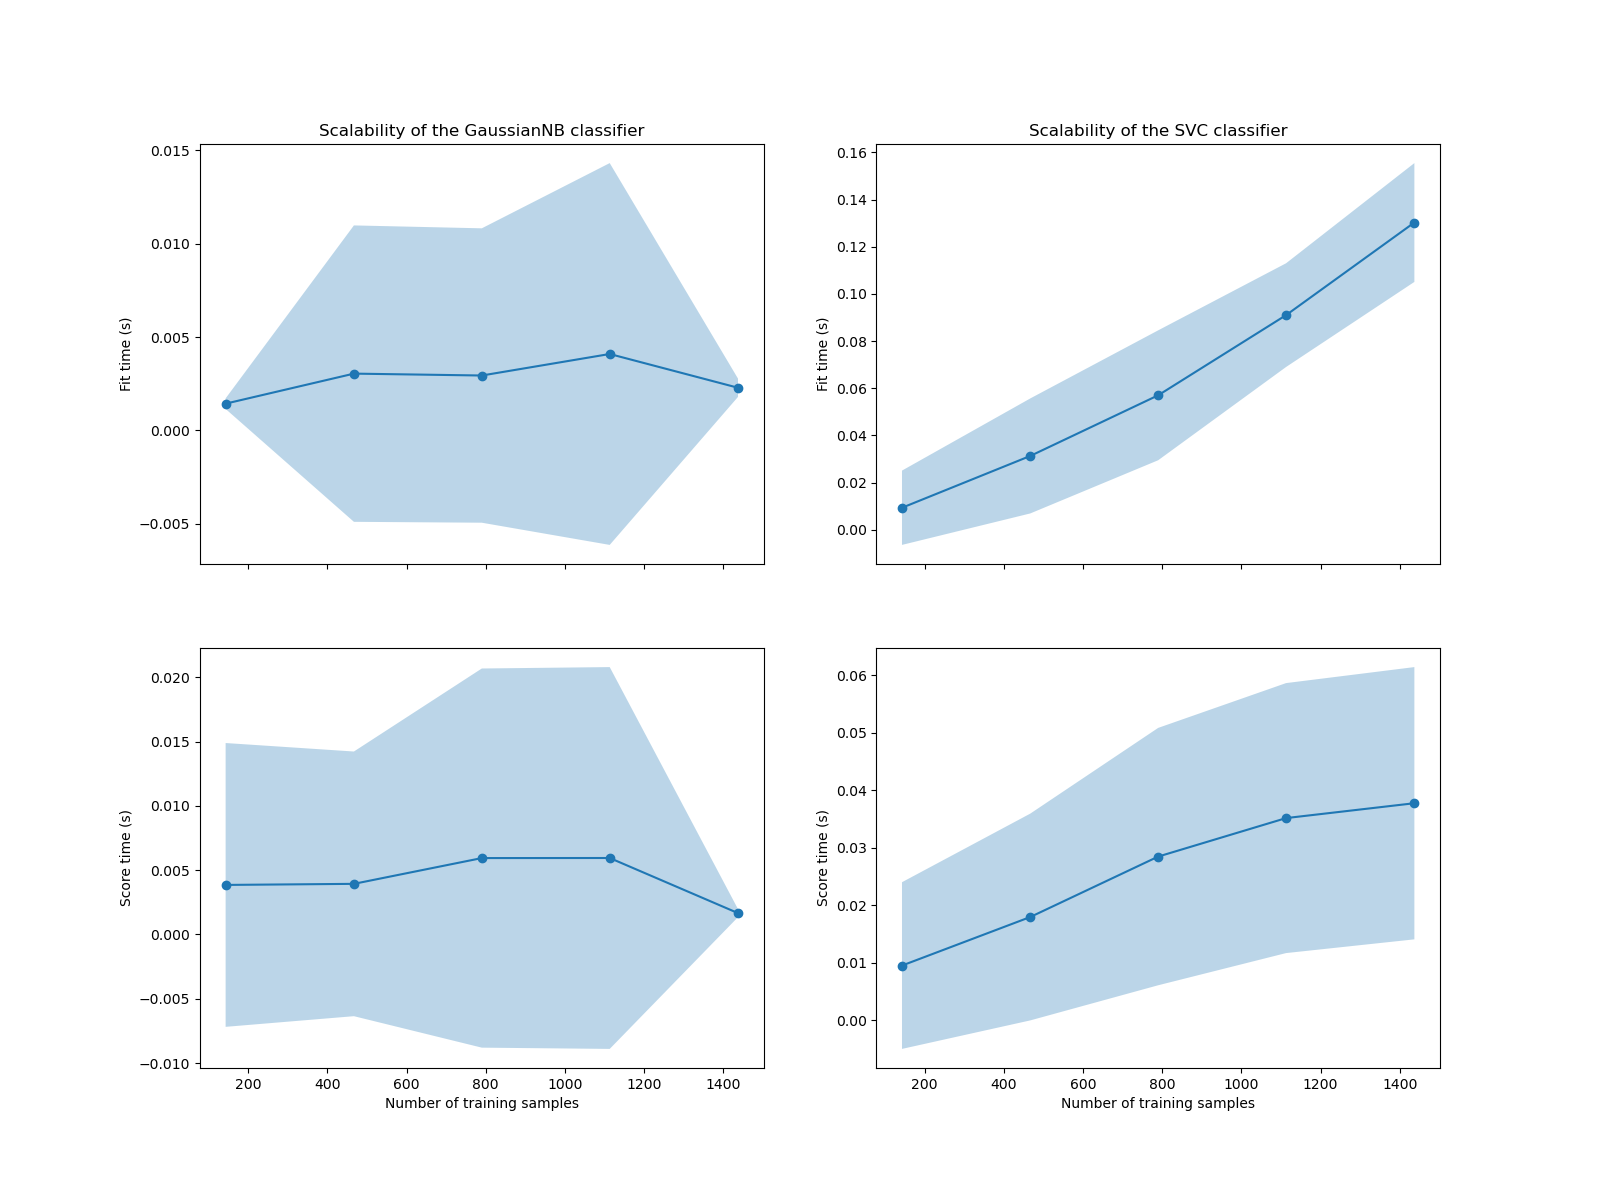 Scalability of the GaussianNB classifier
0.015
0.010
0.005
0.000
−0.005
Fit time (s)
Scalability of the SVC classifier
0.16
0.14
0.12
0.10
0.08
0.06
0.04
0.02
0.00
Fit time (s)
0.020
0.015
0.010
0.005
0.000
−0.005
−0.010
Score time (s)
200 400 600 800 1000 1200 1400
Number of training samples
0.06
0.05
0.04
0.03
0.02
0.01
0.00
Score time (s)
200 400 600 800 1000 1200 1400
Number of training samples